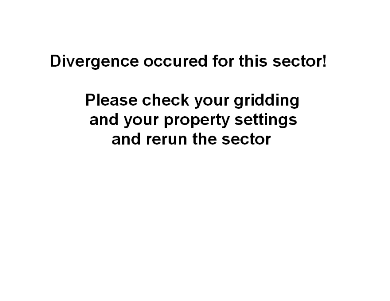 Divergence occured for this sector!
Please check your gridding
and your property settings
and rerun the sector